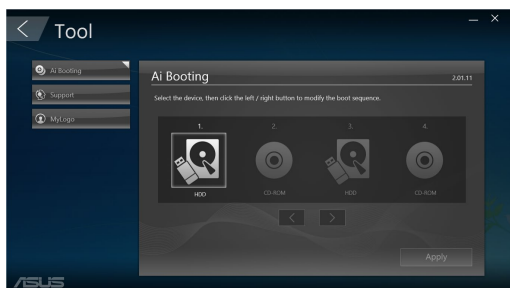 Tool
Ai Booting
Support
MyLogo
Ai Booting
2.01.11
Select the device, then click the left / right button to modify the boot sequence.
1.
2.
3.
4.
HDD
CD-ROM
HDD
CD-ROM
Apply
ASUS